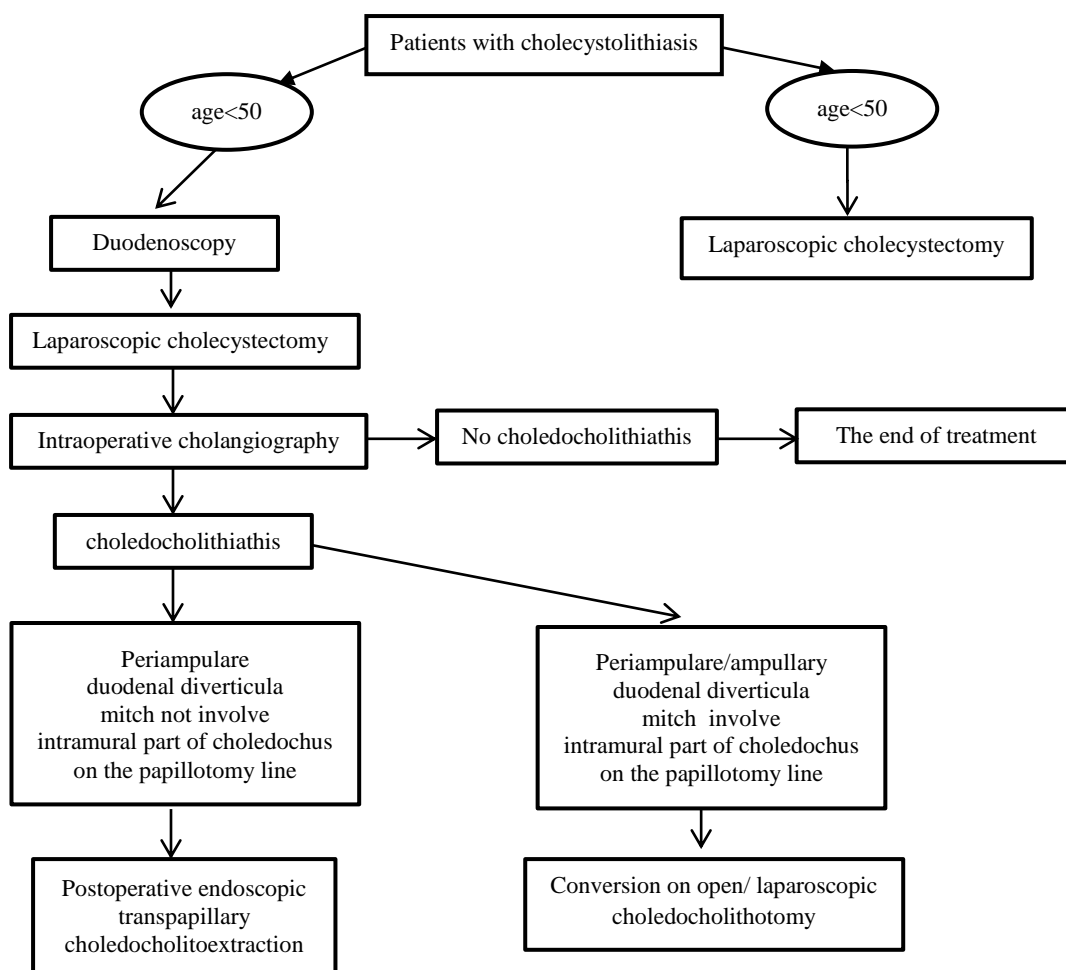 Patients with cholecystolithiasis
age<50
age<50
Duodenoscopy
Laparoscopic cholecystectomy
Laparoscopic cholecystectomy
Intraoperative cholangiography
No choledocholithiathis
The end of treatment
choledocholithiathis
Periampulare
duodenal diverticula
mitch not involve
intramural part of choledochus
on the papillotomy line
Periampulare/ampullary
duodenal diverticula
mitch involve
intramural part of choledochus
on the papillotomy line
Postoperative endoscopic
transpapillary
choledocholitoextraction
Conversion on open/ laparoscopic
choledocholithotomy